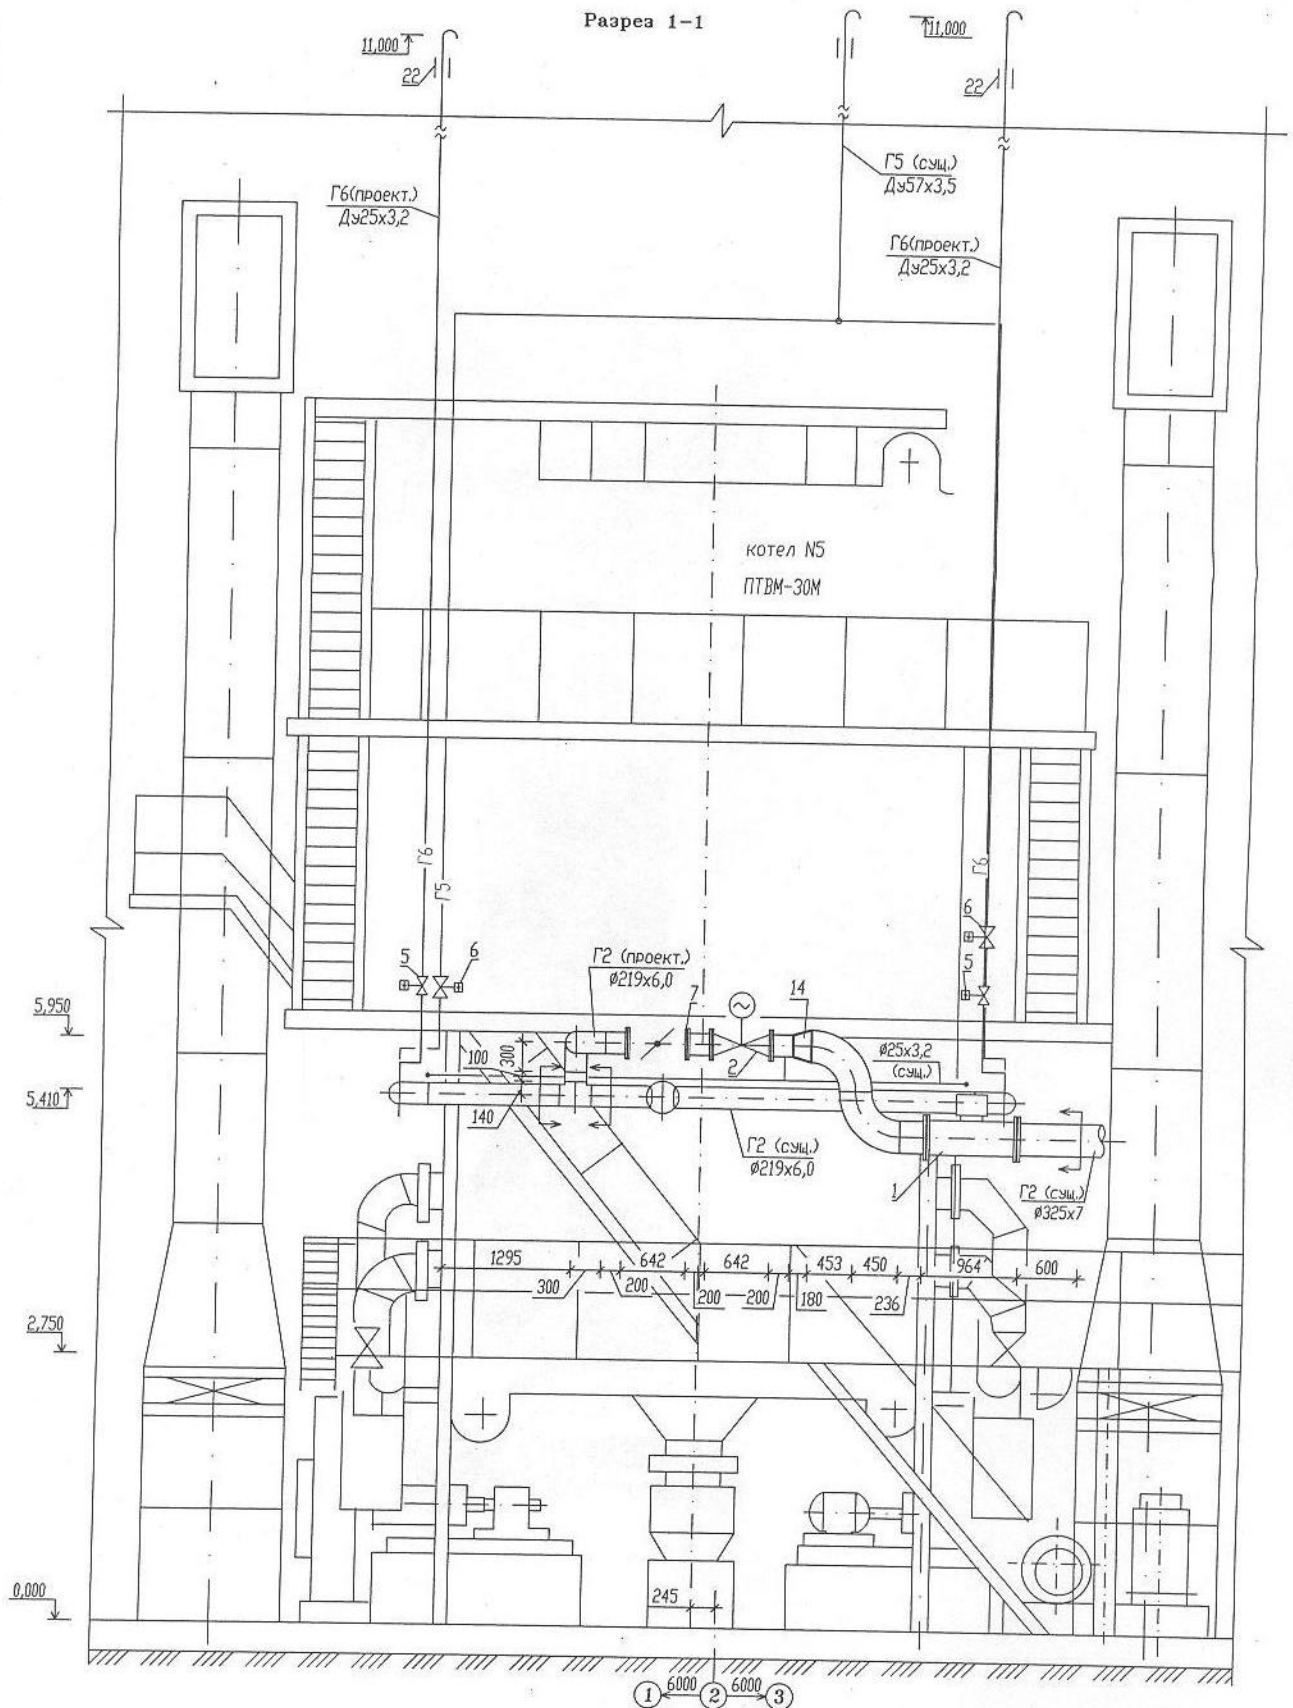 Разрез 1-1
11,000
11,000
22
22
Г5 (сущ.)
Ду57х3,5
Г6(проект.)
Ду25х3,2
Г6(проект.)
Ду25х3,2
котел N5
ПТВМ-30М
Г6
Г5
Г6
6
5
6
5
Г2 (проект.)
ø219х6,0
7
14
2
5,950
300
100
ø25х3,2
(сущ.)
5,410
140
Г2 (сущ.)
ø219х6,0
1
Г2 (сущ.)
ø325х7
1295
642
642
453
450
964
600
300
200
200
200
180
236
2,750
0,000
245
1 6000 2 6000 3